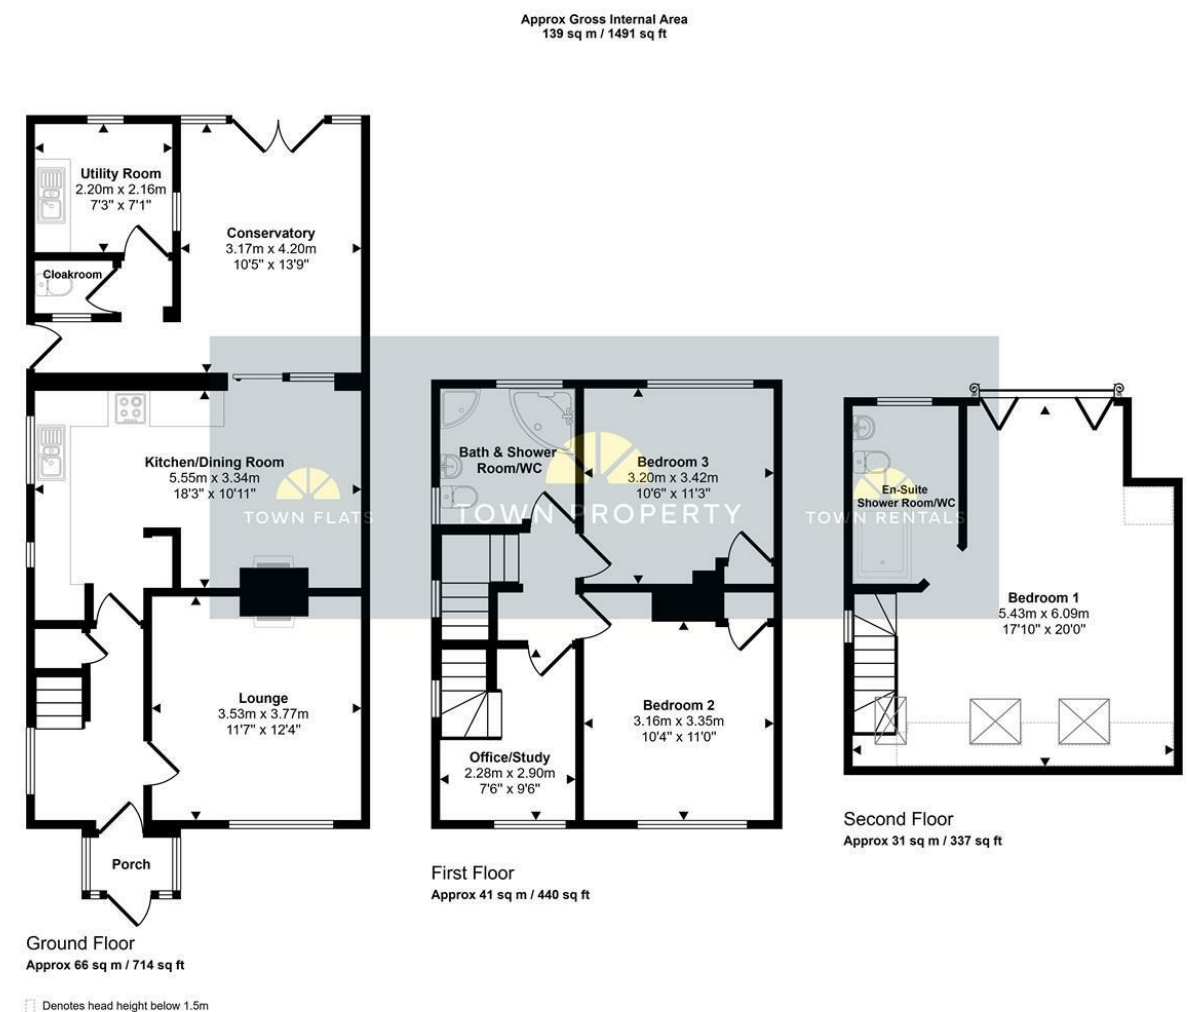 Approx Gross Internal Area
139 sq m / 1491 sq ft
Utility Room
2.20m x 2.16m
7'3" x 7'1"
Conservatory
3.17m x 4.20m
10'5" x 13'9"
Cloakroom
Kitchen/Dining Room
5.55m x 3.34m
18'3" x 10'11"
TOWN FLATS
Lounge
3.53m x 3.77m
11'7" x 12'4"
Porch
Ground Floor
Approx 66 sq m / 714 sq ft
Denotes head height below 1.5m
Bath & Shower
Room/WC
Bedroom 3
3.20m x 3.42m
10'6" x 11'3"
TOWN PROPERTY
Bedroom 2
3.16m x 3.35m
10'4" x 11'0"
Office/Study
2.28m x 2.90m
7'6" x 9'6"
First Floor
Approx 41 sq m / 440 sq ft
En-Suite
Shower Room/WC
TOWN RENTALS
Bedroom 1
5.43m x 6.09m
17'10" x 20'0"
Second Floor
Approx 31 sq m / 337 sq ft